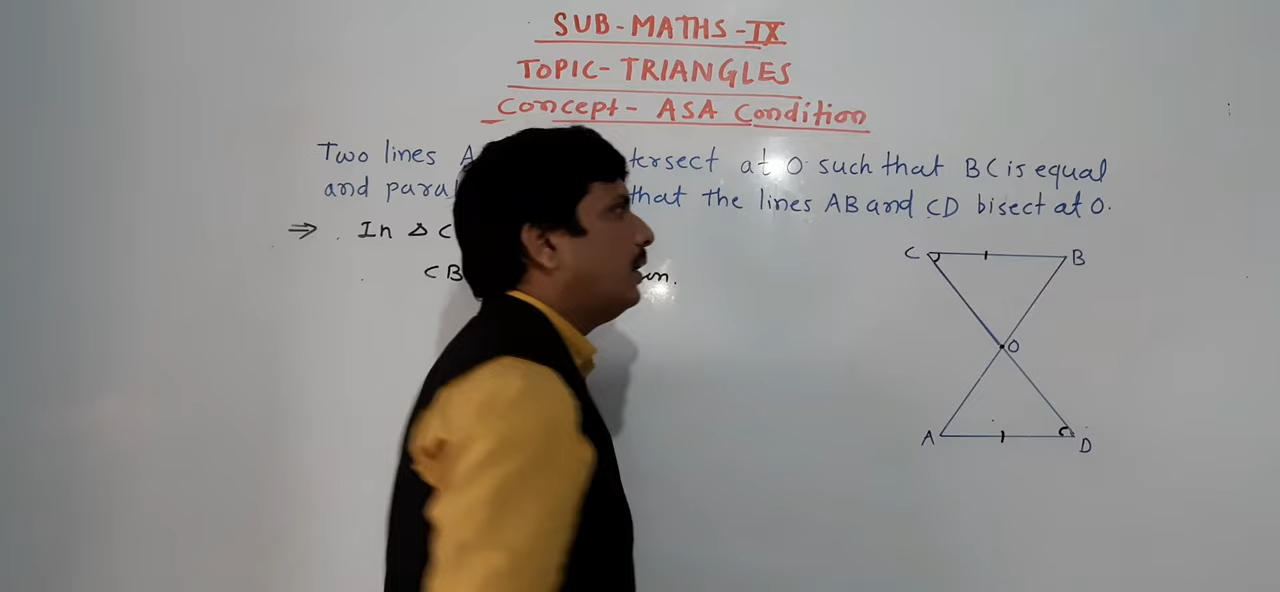 SUB-MATHS-IX
TOPIC-TRIANGLES
Concept- ASA Condition
Two lines A tersect at O such that BC is equal
and para that the lines AB and CD bisect at O.
⇒ In Δ C
CB
C B
O
A D